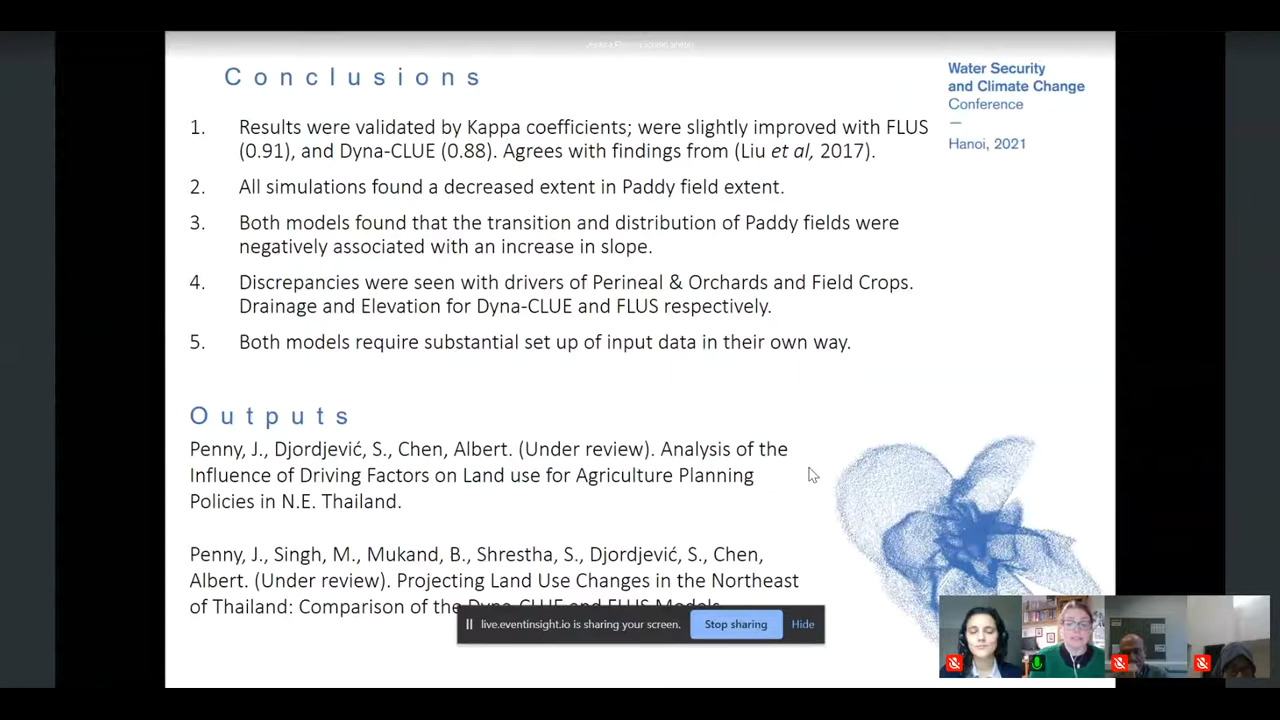 Conclusions
Water Security
and Climate Change
Conference
—
Hanoi, 2021
1. Results were validated by Kappa coefficients; were slightly improved with FLUS
(0.91), and Dyna-CLUE (0.88). Agrees with findings from (Liu et al, 2017).
2. All simulations found a decreased extent in Paddy field extent.
3. Both models found that the transition and distribution of Paddy fields were
negatively associated with an increase in slope.
4. Discrepancies were seen with drivers of Perineal & Orchards and Field Crops.
Drainage and Elevation for Dyna-CLUE and FLUS respectively.
5. Both models require substantial set up of input data in their own way.
Outputs
Penny, J., Djordjević, S., Chen, Albert. (Under review). Analysis of the
Influence of Driving Factors on Land use for Agriculture Planning
Policies in N.E. Thailand.
Penny, J., Singh, M., Mukand, B., Shrestha, S., Djordjević, S., Chen,
Albert. (Under review). Projecting Land Use Changes in the Northeast
of Thailand: Comparison of the Dyna-CLUE and FLUS Models.
live.eventinsight.io is sharing your screen. Stop sharing Hide